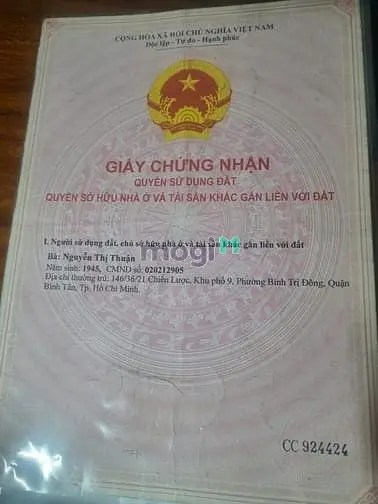 CỘNG HÒA XÃ HỘI CHỦ NGHĨA VIỆT NAM
Độc lập - Tự do - Hạnh phúc
GIẤY CHỨNG NHẬN
QUYỀN SỬ DỤNG ĐẤT
QUYỀN SỞ HỮU NHÀ Ở VÀ TÀI SẢN KHÁC GẮN LIỀN VỚI ĐẤT
I. Người sử dụng đất, chủ sở hữu nhà ở và tài sản khác gắn liền với đất
Bà: Nguyễn Thị Thuận
mogi
Năm sinh: 1945, CMND số: 020212905
Địa chỉ thường trú: 146/36/21 Chiến Lược, Khu phố 9, Phường Bình Trị Đông, Quận
Bình Tân, Tp. Hồ Chí Minh.
CC 924424